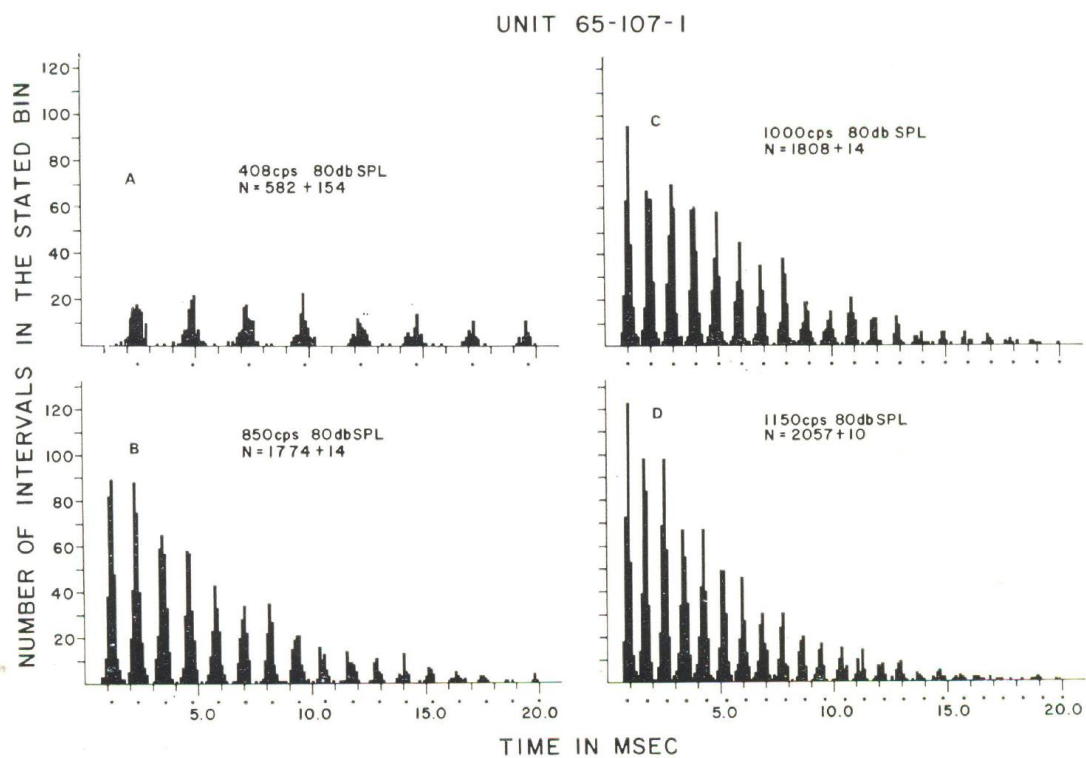 UNIT 65-107-1
NUMBER OF INTERVALS IN THE STATED BIN
120
100
80
60
40
20
A
408cps 80db SPL
N = 582 + 154
C
1000cps 80db SPL
N = 1808 + 14
120
100
80
60
40
20
B
850cps 80db SPL
N = 1774 + 14
D
1150cps 80db SPL
N = 2057 + 10
5.0 10.0 15.0 20.0
5.0 10.0 15.0 20.0
TIME IN MSEC